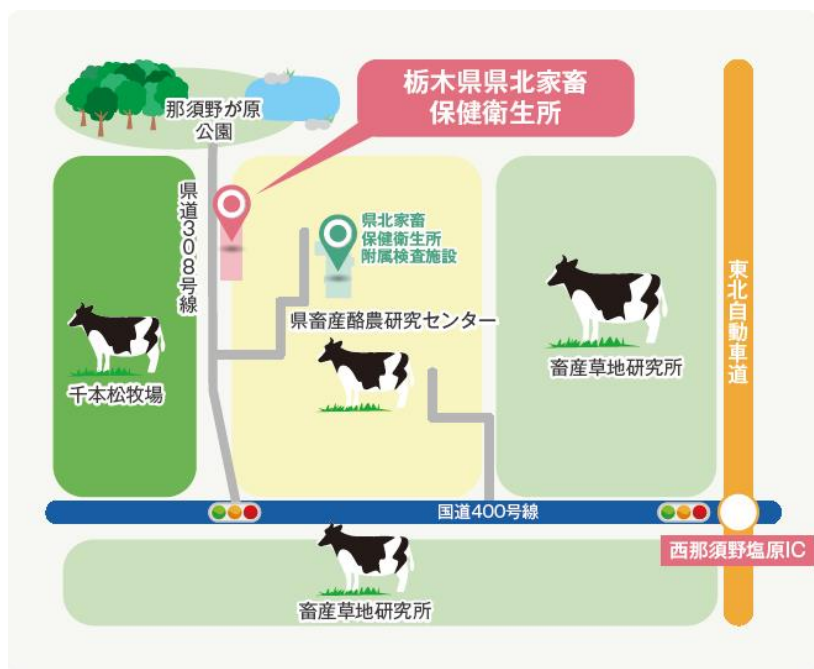 栃木県県北家畜
保健衛生所
那須野が原
公園
県道308号線
県北家畜
保健衛生所
附属検査施設
県畜産酪農研究センター
千本松牧場
畜産草地研究所
東北自動車道
国道400号線
西那須野塩原IC
畜産草地研究所